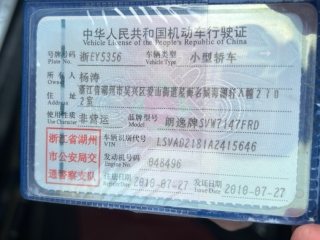 中华人民共和国机动车行驶证
Vehicle License of the People's Republic of China
号牌号码 浙EY5356 车辆类型 小型轿车
Plate No. Vehicle Type
所有人 杨涛
Owner
住址 浙江省湖州市吴兴区爱山街道
Address
室
使用性质 非营运 品牌型号 朗逸牌SVW7147FRD
Use Character Model
浙江省湖州市公安局交通警察支队
车辆识别代号 LSVAD2181A2415646
VIN
发动机号码 046496
Engine No.
注册日期 2010-07-27 发证日期 2010-07-27